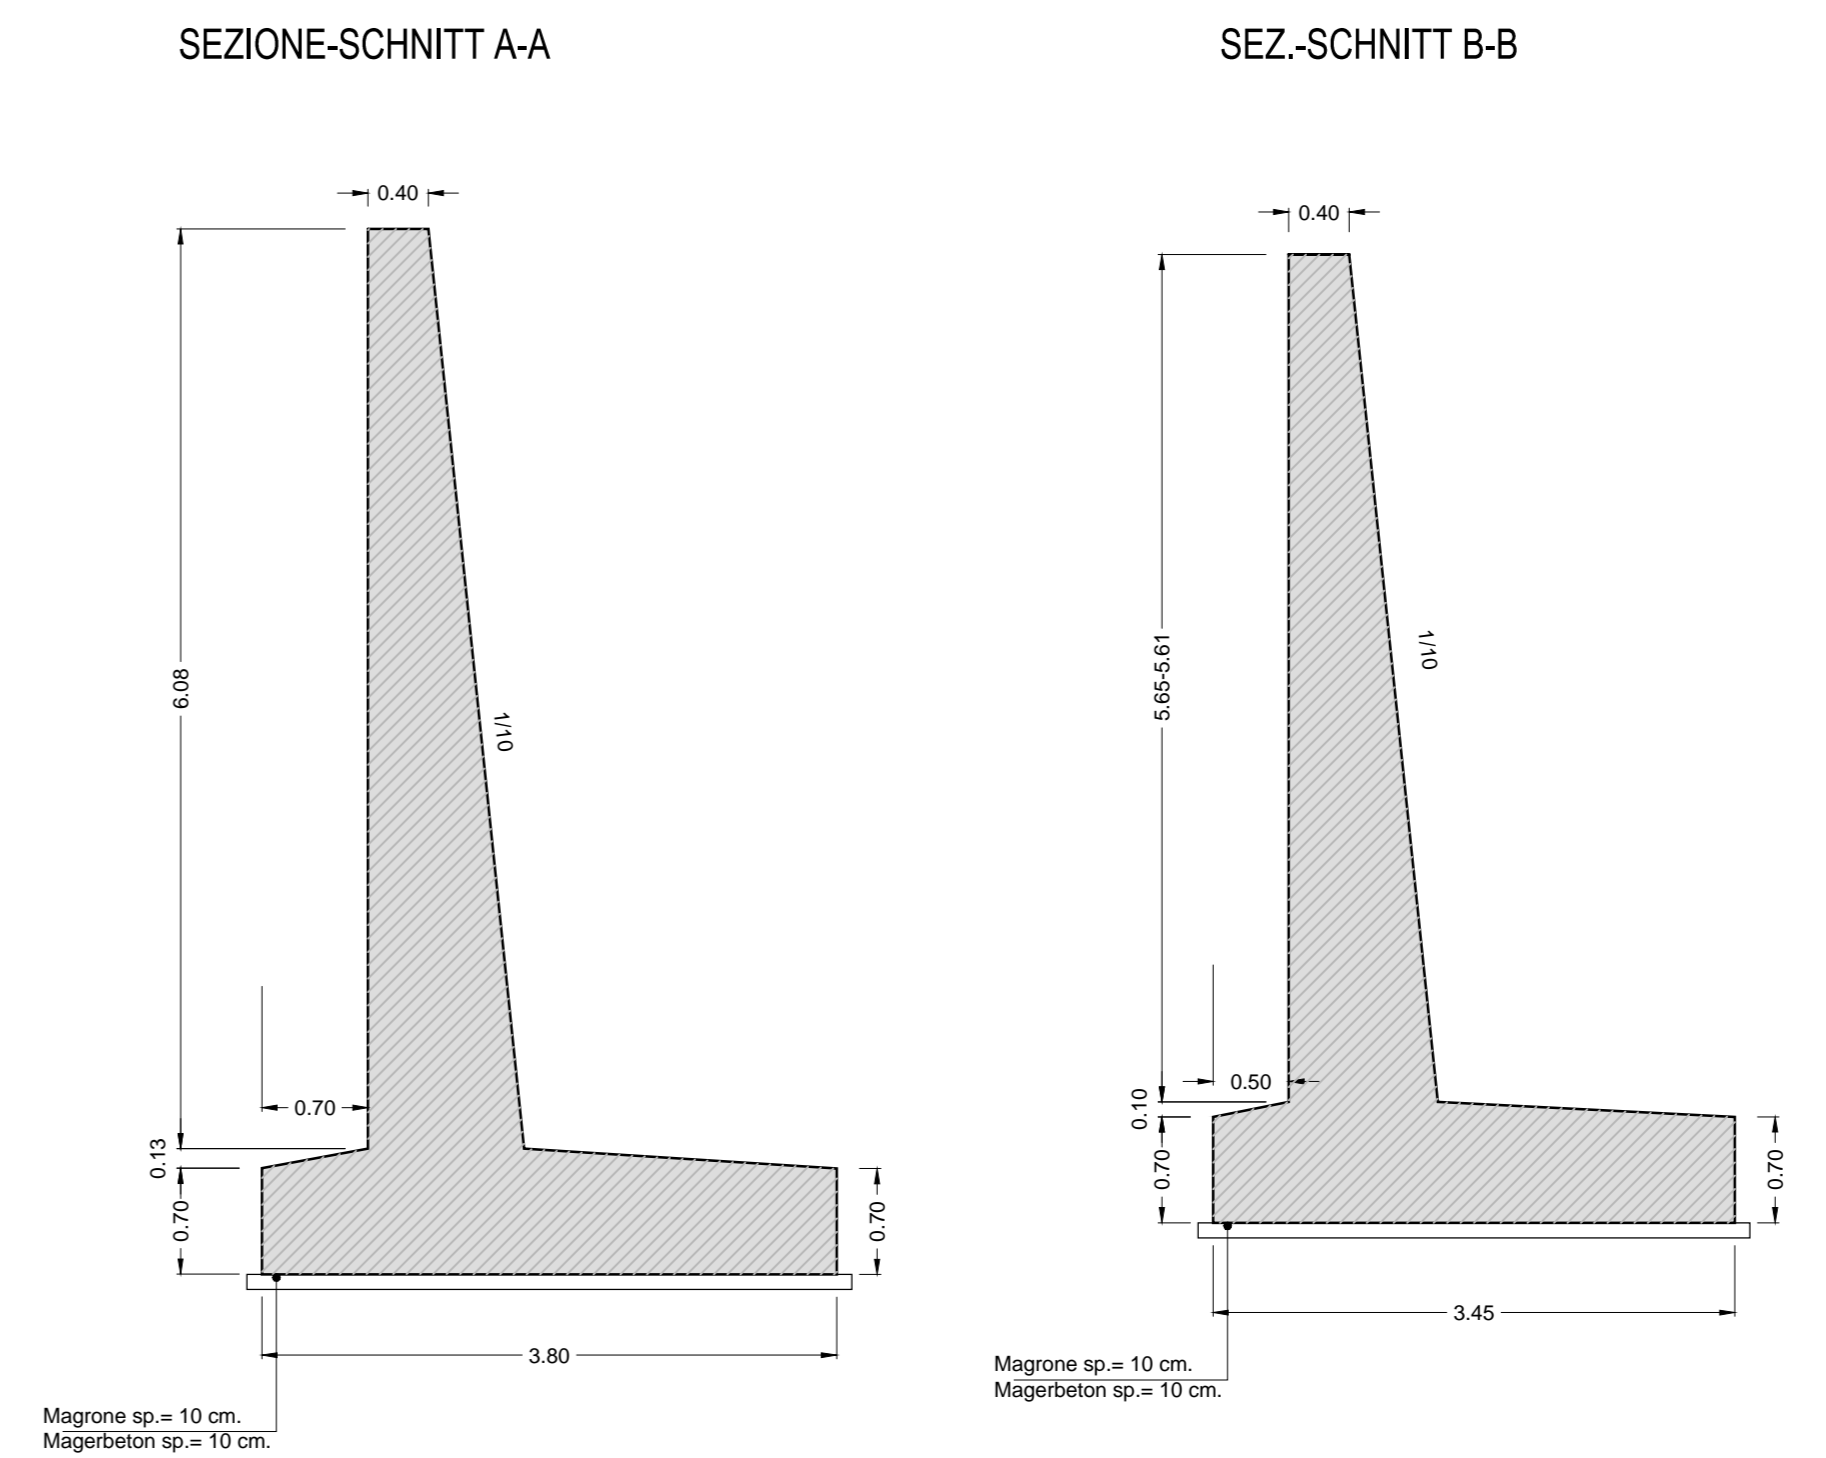 SEZIONE-SCHNITT A-A
0.40
6.08
1/10
0.70
0.13
0.70
0.70
3.80
Magrone sp.= 10 cm.
Magerbeton sp.= 10 cm.
SEZ.-SCHNITT B-B
0.40
5.65-5.61
1/10
0.50
0.10
0.70
0.70
3.45
Magrone sp.= 10 cm.
Magerbeton sp.= 10 cm.